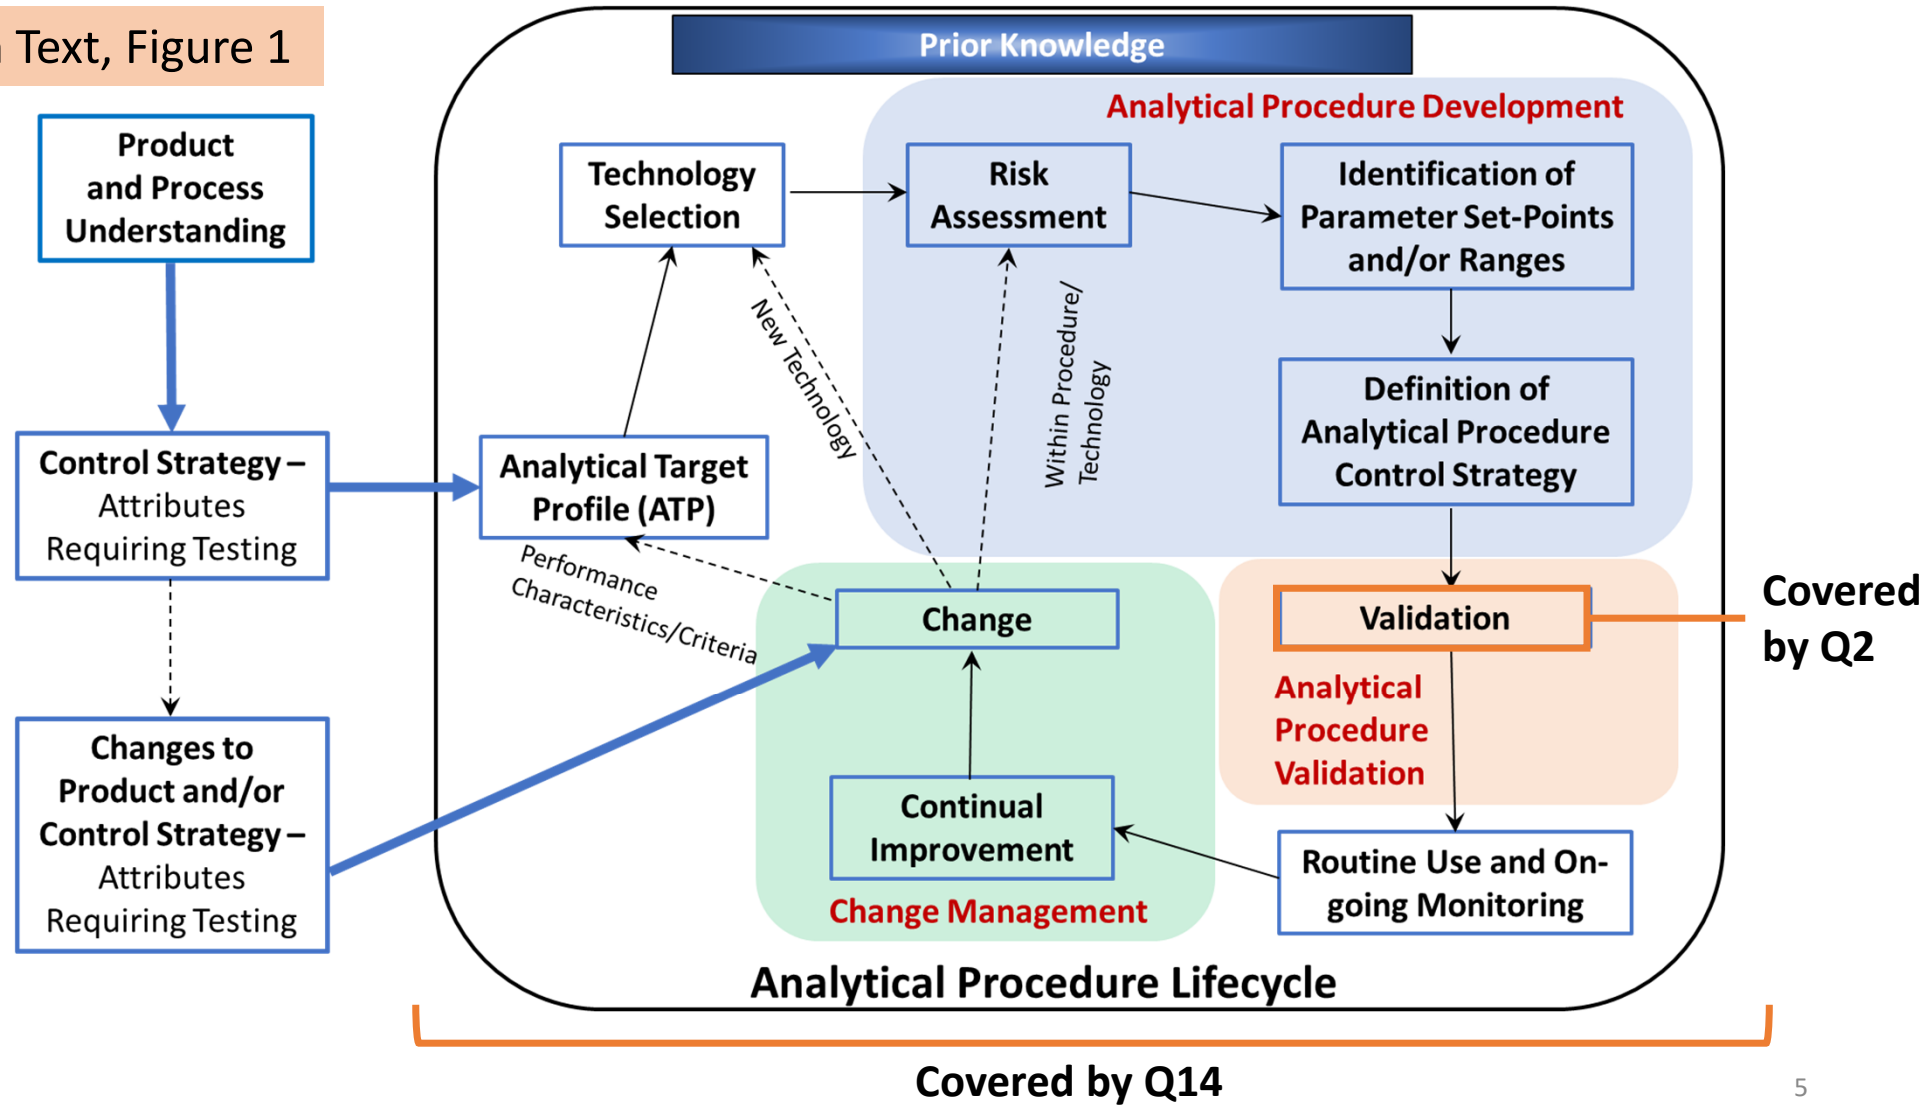 Text, Figure 1
Prior Knowledge
Analytical Procedure Development
Product
and Process
Understanding
Technology
Selection
Risk
Assessment
Identification of
Parameter Set-Points
and/or Ranges
New Technology
Within Procedure/
Technology
Control Strategy –
Attributes
Requiring Testing
Analytical Target
Profile (ATP)
Definition of
Analytical Procedure
Control Strategy
Performance
Characteristics/Criteria
Change
Validation
Covered
by Q2
Analytical
Procedure
Validation
Changes to
Product and/or
Control Strategy –
Attributes
Requiring Testing
Continual
Improvement
Change Management
Routine Use and On-
going Monitoring
Analytical Procedure Lifecycle
Covered by Q14
5